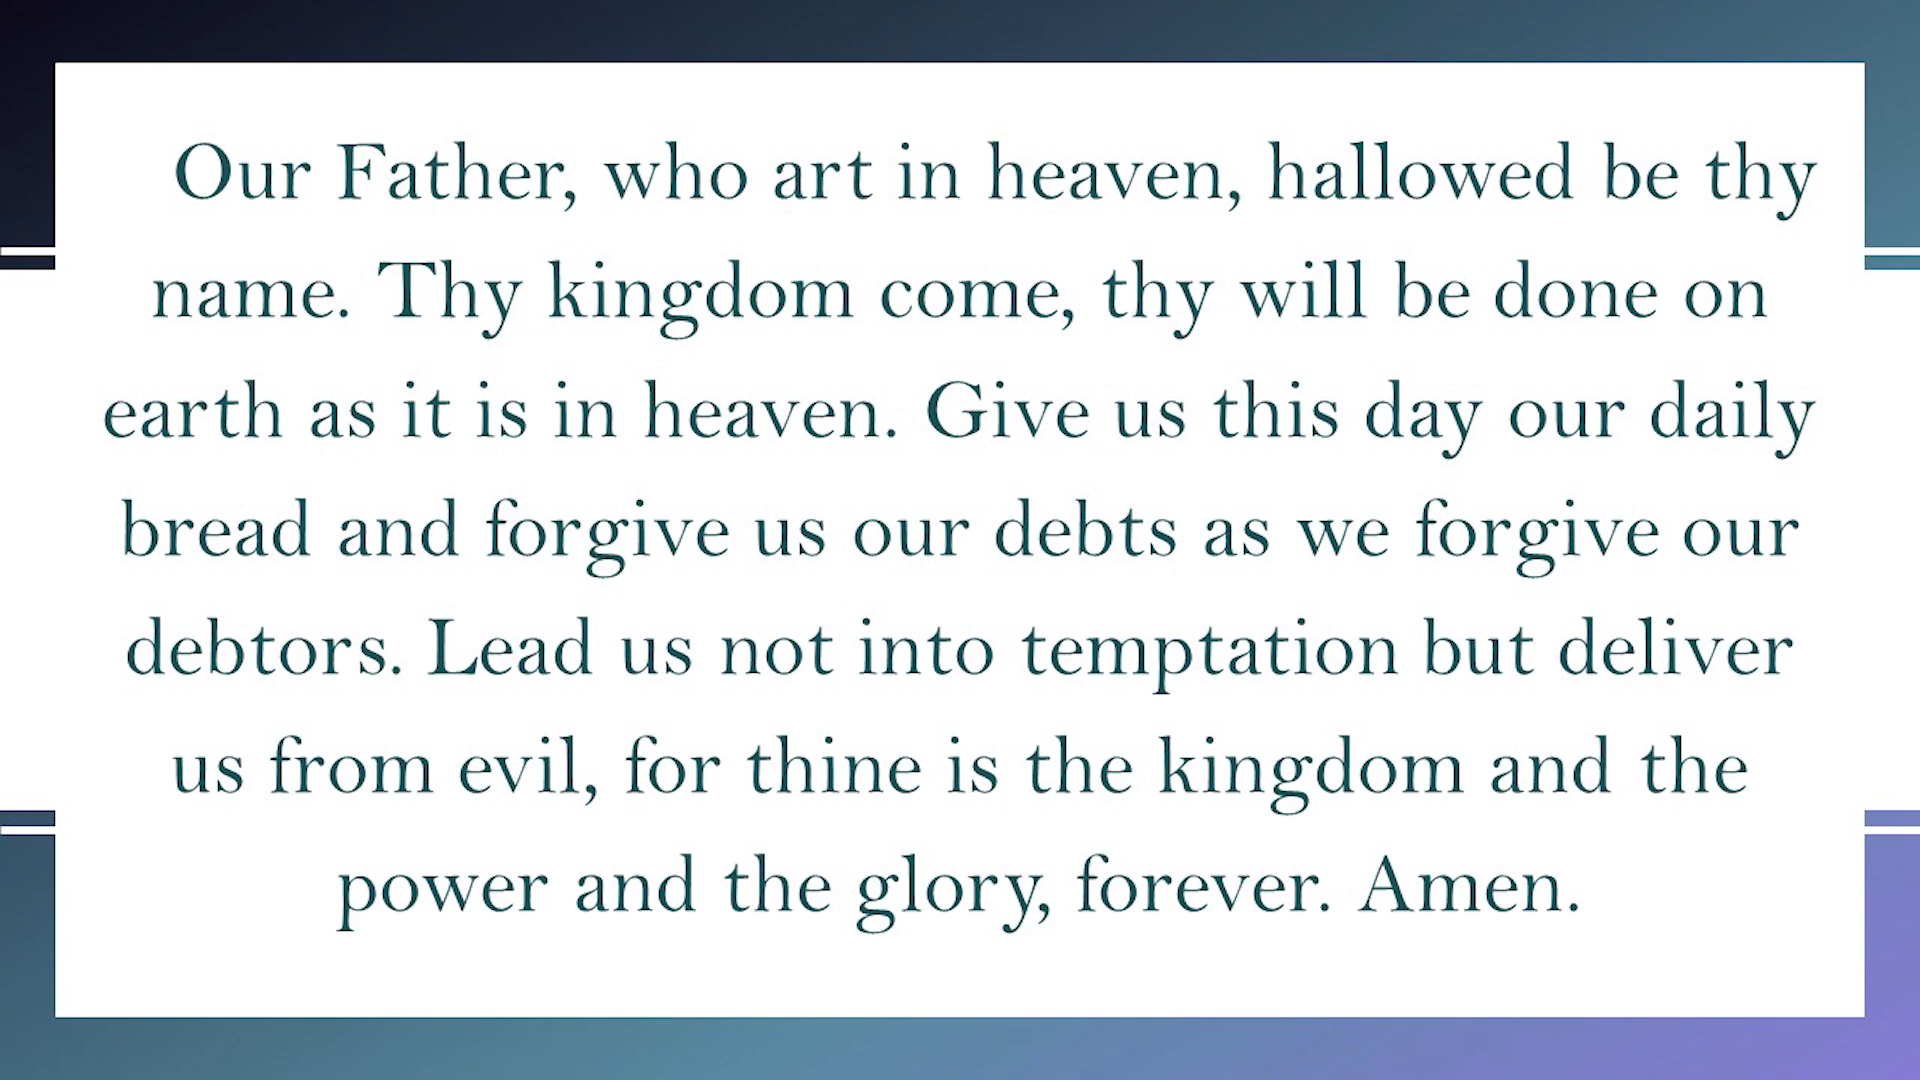 Our Father, who art in heaven, hallowed be thy
name. Thy kingdom come, thy will be done on
earth as it is in heaven. Give us this day our daily
bread and forgive us our debts as we forgive our
debtors. Lead us not into temptation but deliver
us from evil, for thine is the kingdom and the
power and the glory, forever. Amen.